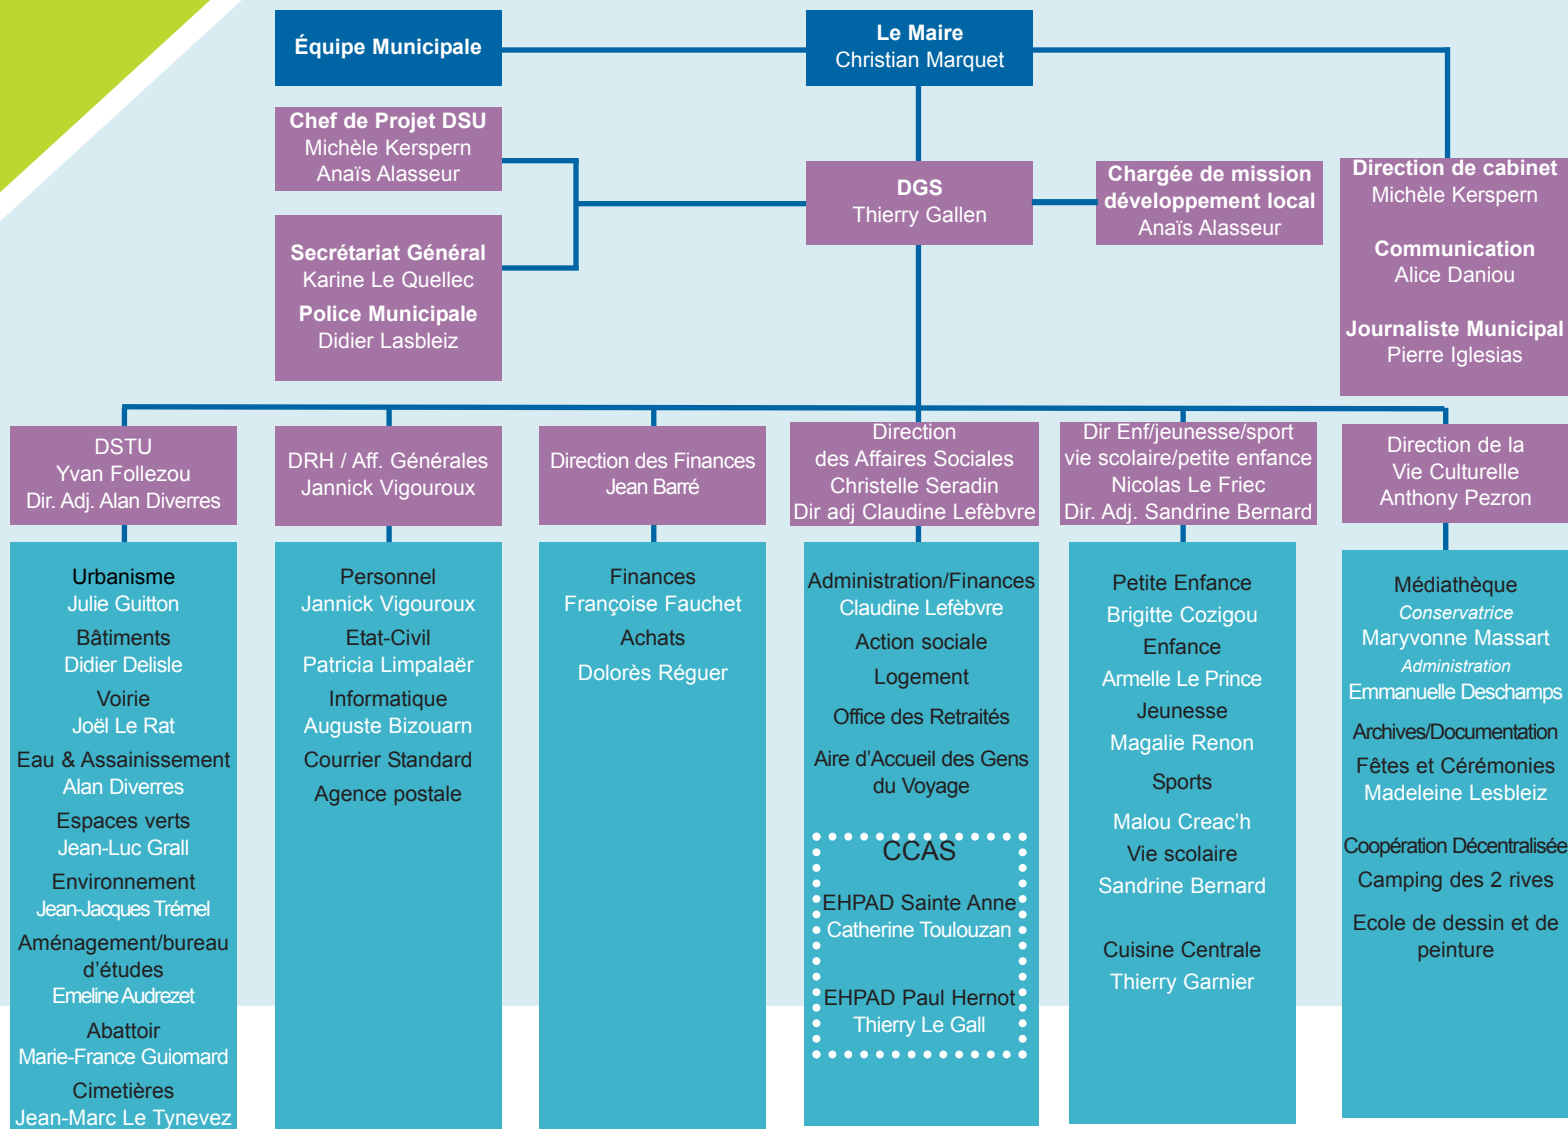 Équipe Municipale
Le Maire
Christian Marquet
Chef de Projet DSU
Michèle Kerspern
Anaïs Alasseur
Secrétariat Général
Karine Le Quellec
Police Municipale
Didier Lasbleiz
DGS
Thierry Gallen
Chargée de mission
développement local
Anaïs Alasseur
Direction de cabinet
Michèle Kerspern
Communication
Alice Daniou
Journaliste Municipal
Pierre Iglesias
DSTU
Yvan Follezou
Dir. Adj. Alan Diverres
Urbanisme
Julie Guitton
Bâtiments
Didier Delisle
Voirie
Joël Le Rat
Eau & Assainissement
Alan Diverres
Espaces verts
Jean-Luc Grall
Environnement
Jean-Jacques Trémel
Aménagement/bureau
d'études
Emeline Audrezet
Abattoir
Marie-France Guiomard
Cimetières
Jean-Marc Le Tynevez
DRH / Aff. Générales
Jannick Vigouroux
Personnel
Jannick Vigouroux
Etat-Civil
Patricia Limpalaër
Informatique
Auguste Bizouarn
Courrier Standard
Agence postale
Direction des Finances
Jean Barré
Finances
Françoise Fauchet
Achats
Dolorès Réguer
Direction
des Affaires Sociales
Christelle Seradin
Dir adj Claudine Lefèbvre
Administration/Finances
Claudine Lefèbvre
Action sociale
Logement
Office des Retraités
Aire d'Accueil des Gens
du Voyage
CCAS
EHPAD Sainte Anne
Catherine Toulouzan
EHPAD Paul Hernot
Thierry Le Gall
Dir Enf/jeunesse/sport
vie scolaire/petite enfance
Nicolas Le Friec
Dir. Adj. Sandrine Bernard
Petite Enfance
Brigitte Cozigou
Enfance
Armelle Le Prince
Jeunesse
Magalie Renon
Sports
Malou Creac'h
Vie scolaire
Sandrine Bernard
Cuisine Centrale
Thierry Garnier
Direction de la
Vie Culturelle
Anthony Pezron
Médiathèque
Conservatrice
Maryvonne Massart
Administration
Emmanuelle Deschamps
Archives/Documentation
Fêtes et Cérémonies
Madeleine Lesbleiz
Coopération Décentralisée
Camping des 2 rives
Ecole de dessin et de
peinture